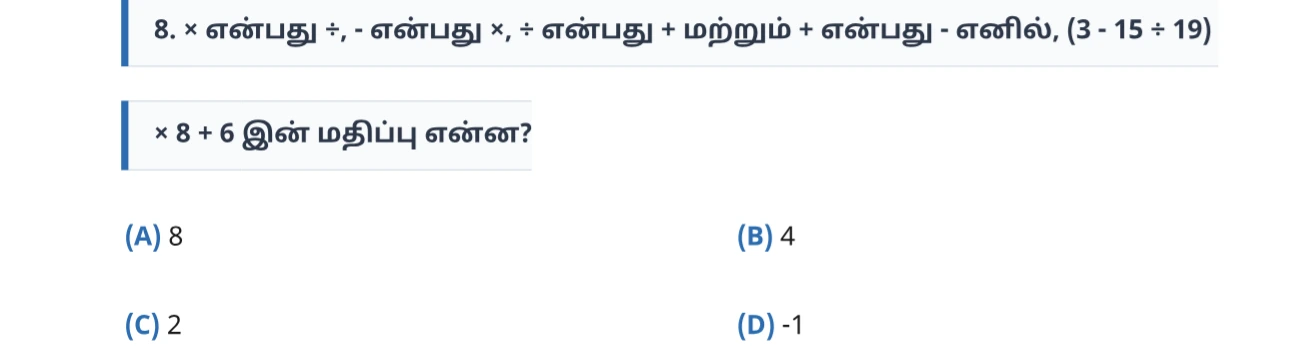 8. × என்பது ÷, - என்பது ×, ÷ என்பது + மற்றும் + என்பது - எனில், (3 - 15 ÷ 19)
× 8 + 6 இன் மதிப்பு என்ன?
(A) 8
(B) 4
(C) 2
(D) -1